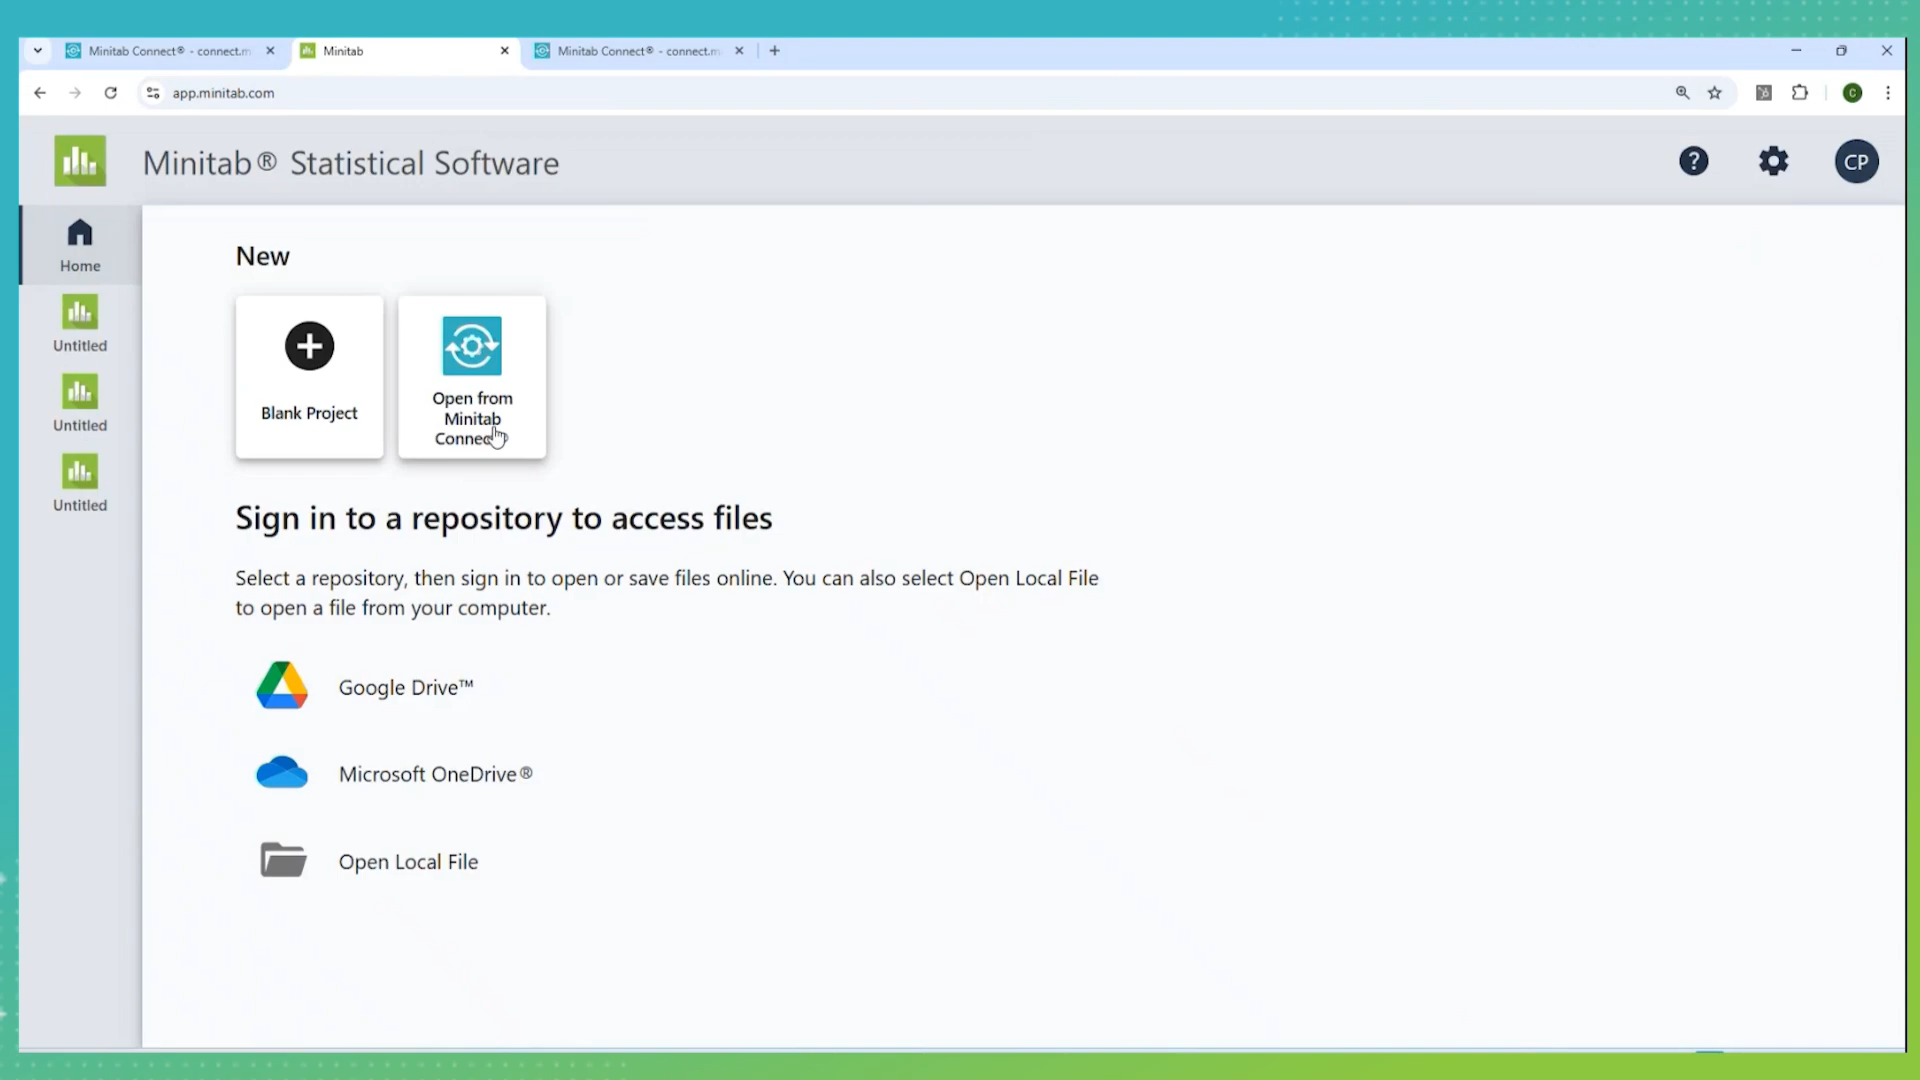 Minitab Connect® - connect.m
Minitab
Minitab Connect® - connect.m
app.minitab.com
C
Minitab® Statistical Software
?
CP
Home
Untitled
Untitled
Untitled
New
Blank Project
Open from
Minitab
Connect
Sign in to a repository to access files
Select a repository, then sign in to open or save files online. You can also select Open Local File
to open a file from your computer.
Google Drive™
Microsoft OneDrive®
Open Local File